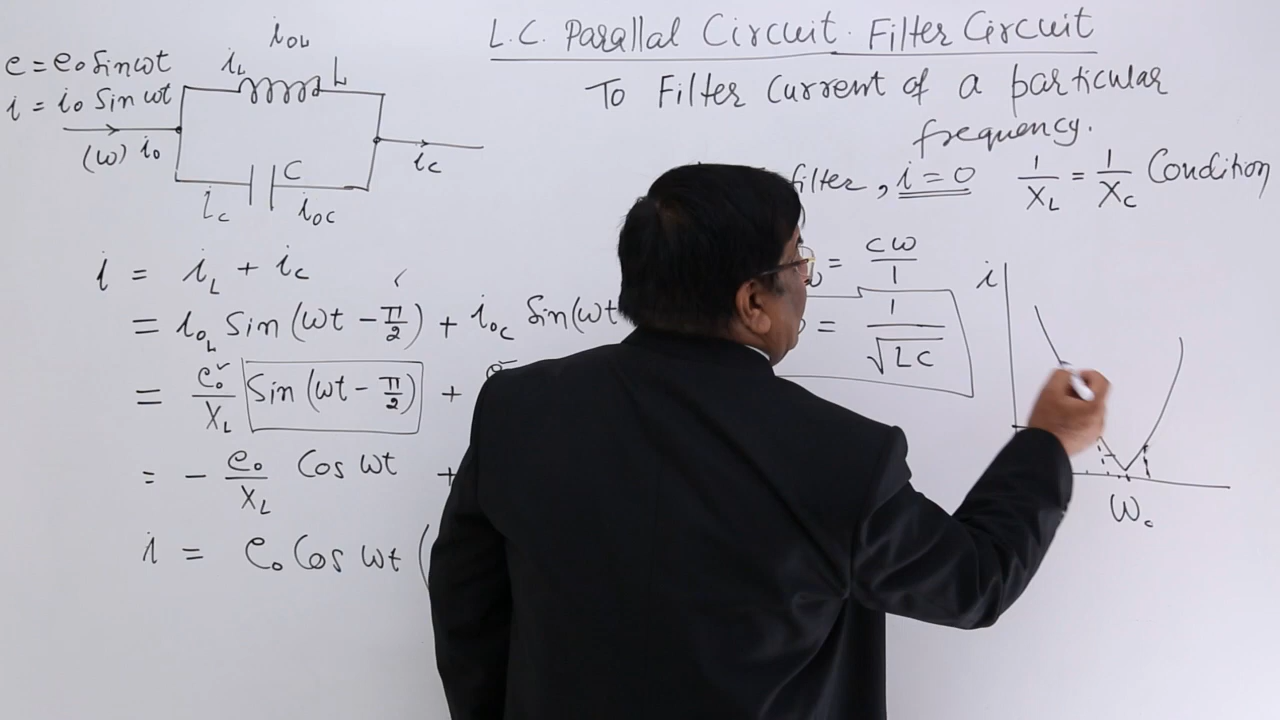 L.C. Parallal Circuit. Filter Circuit
To Filter Current of a particular
frequency.
e = e₀ Sin ωt
i = i₀ Sin ωt
(ω) i₀
i₀L
i_L L
C
i_C i₀C
i_C
filter, i = 0 1/X_L = 1/X_C Condition
= Cω/1
= 1/√LC
i = i_L + i_C
= i₀L Sin (ωt - π/2) + i₀C Sin(ωt
= e₀/X_L Sin (ωt - π/2) +
= - e₀/X_L Cos ωt +
i = e₀ Cos ωt (
i
ω₀